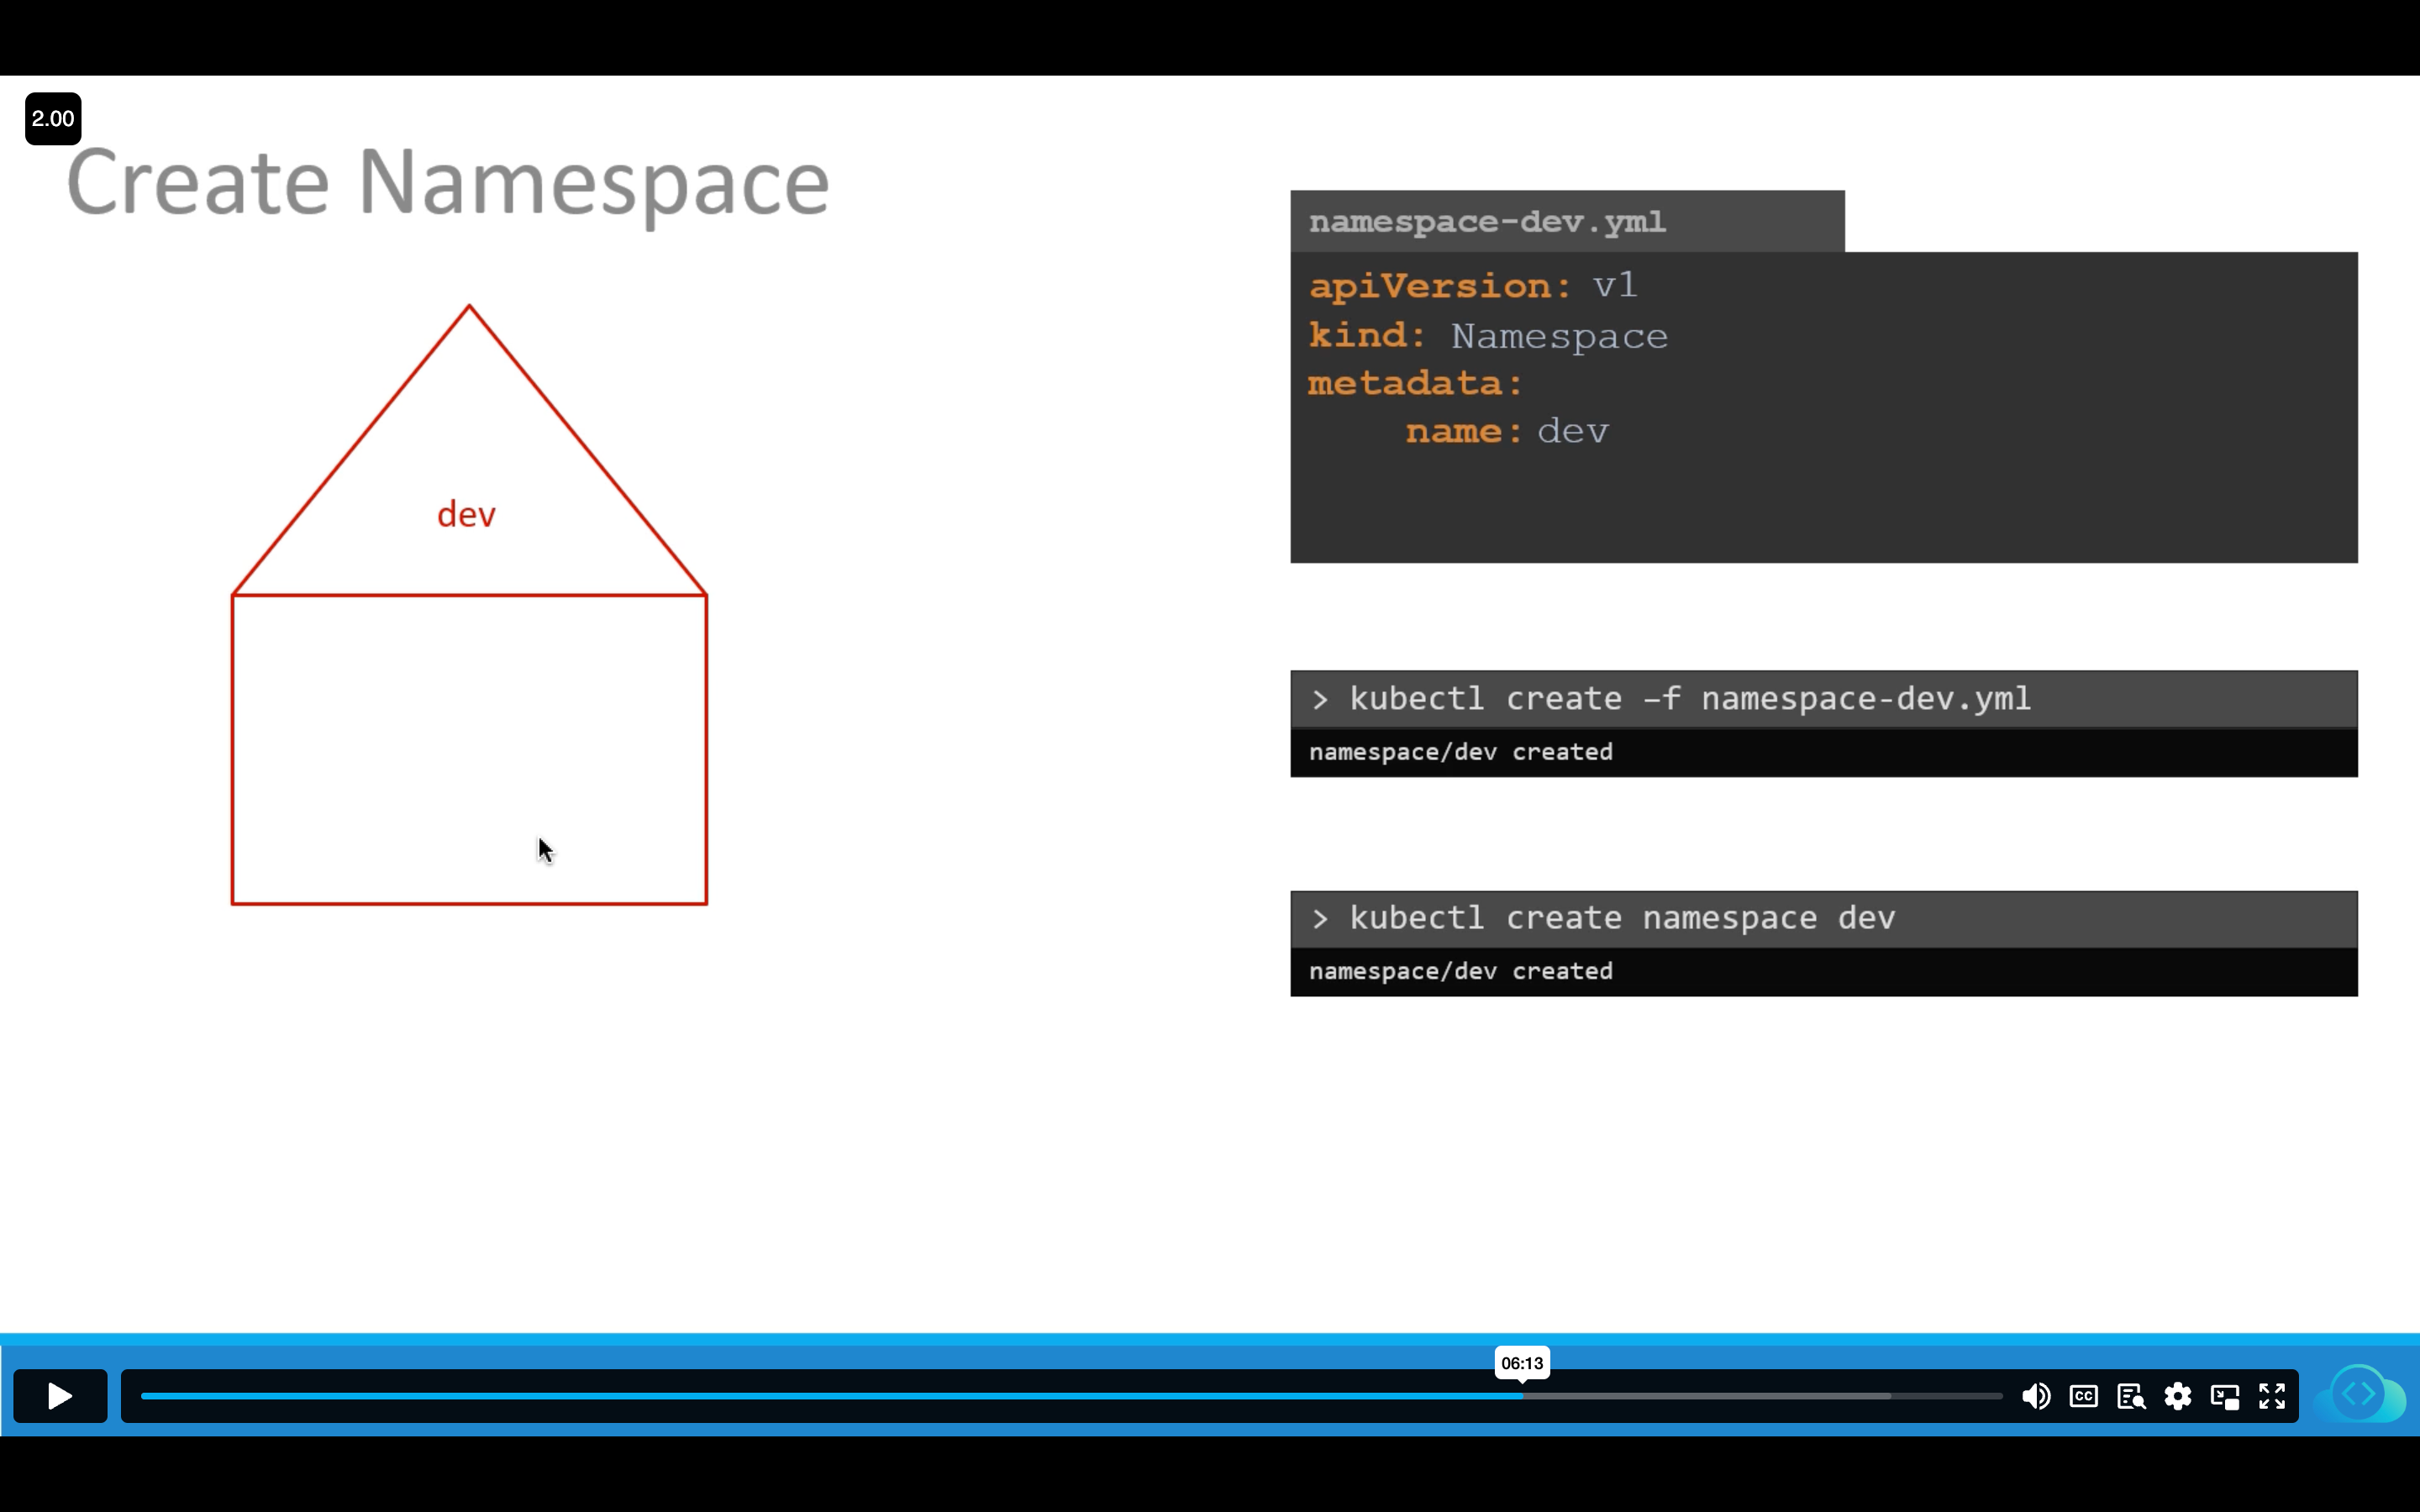 2.00
Create Namespace
dev
namespace-dev.yml
apiVersion: v1
kind: Namespace
metadata:
name: dev
> kubectl create –f namespace-dev.yml
namespace/dev created
> kubectl create namespace dev
namespace/dev created
06:13
CC